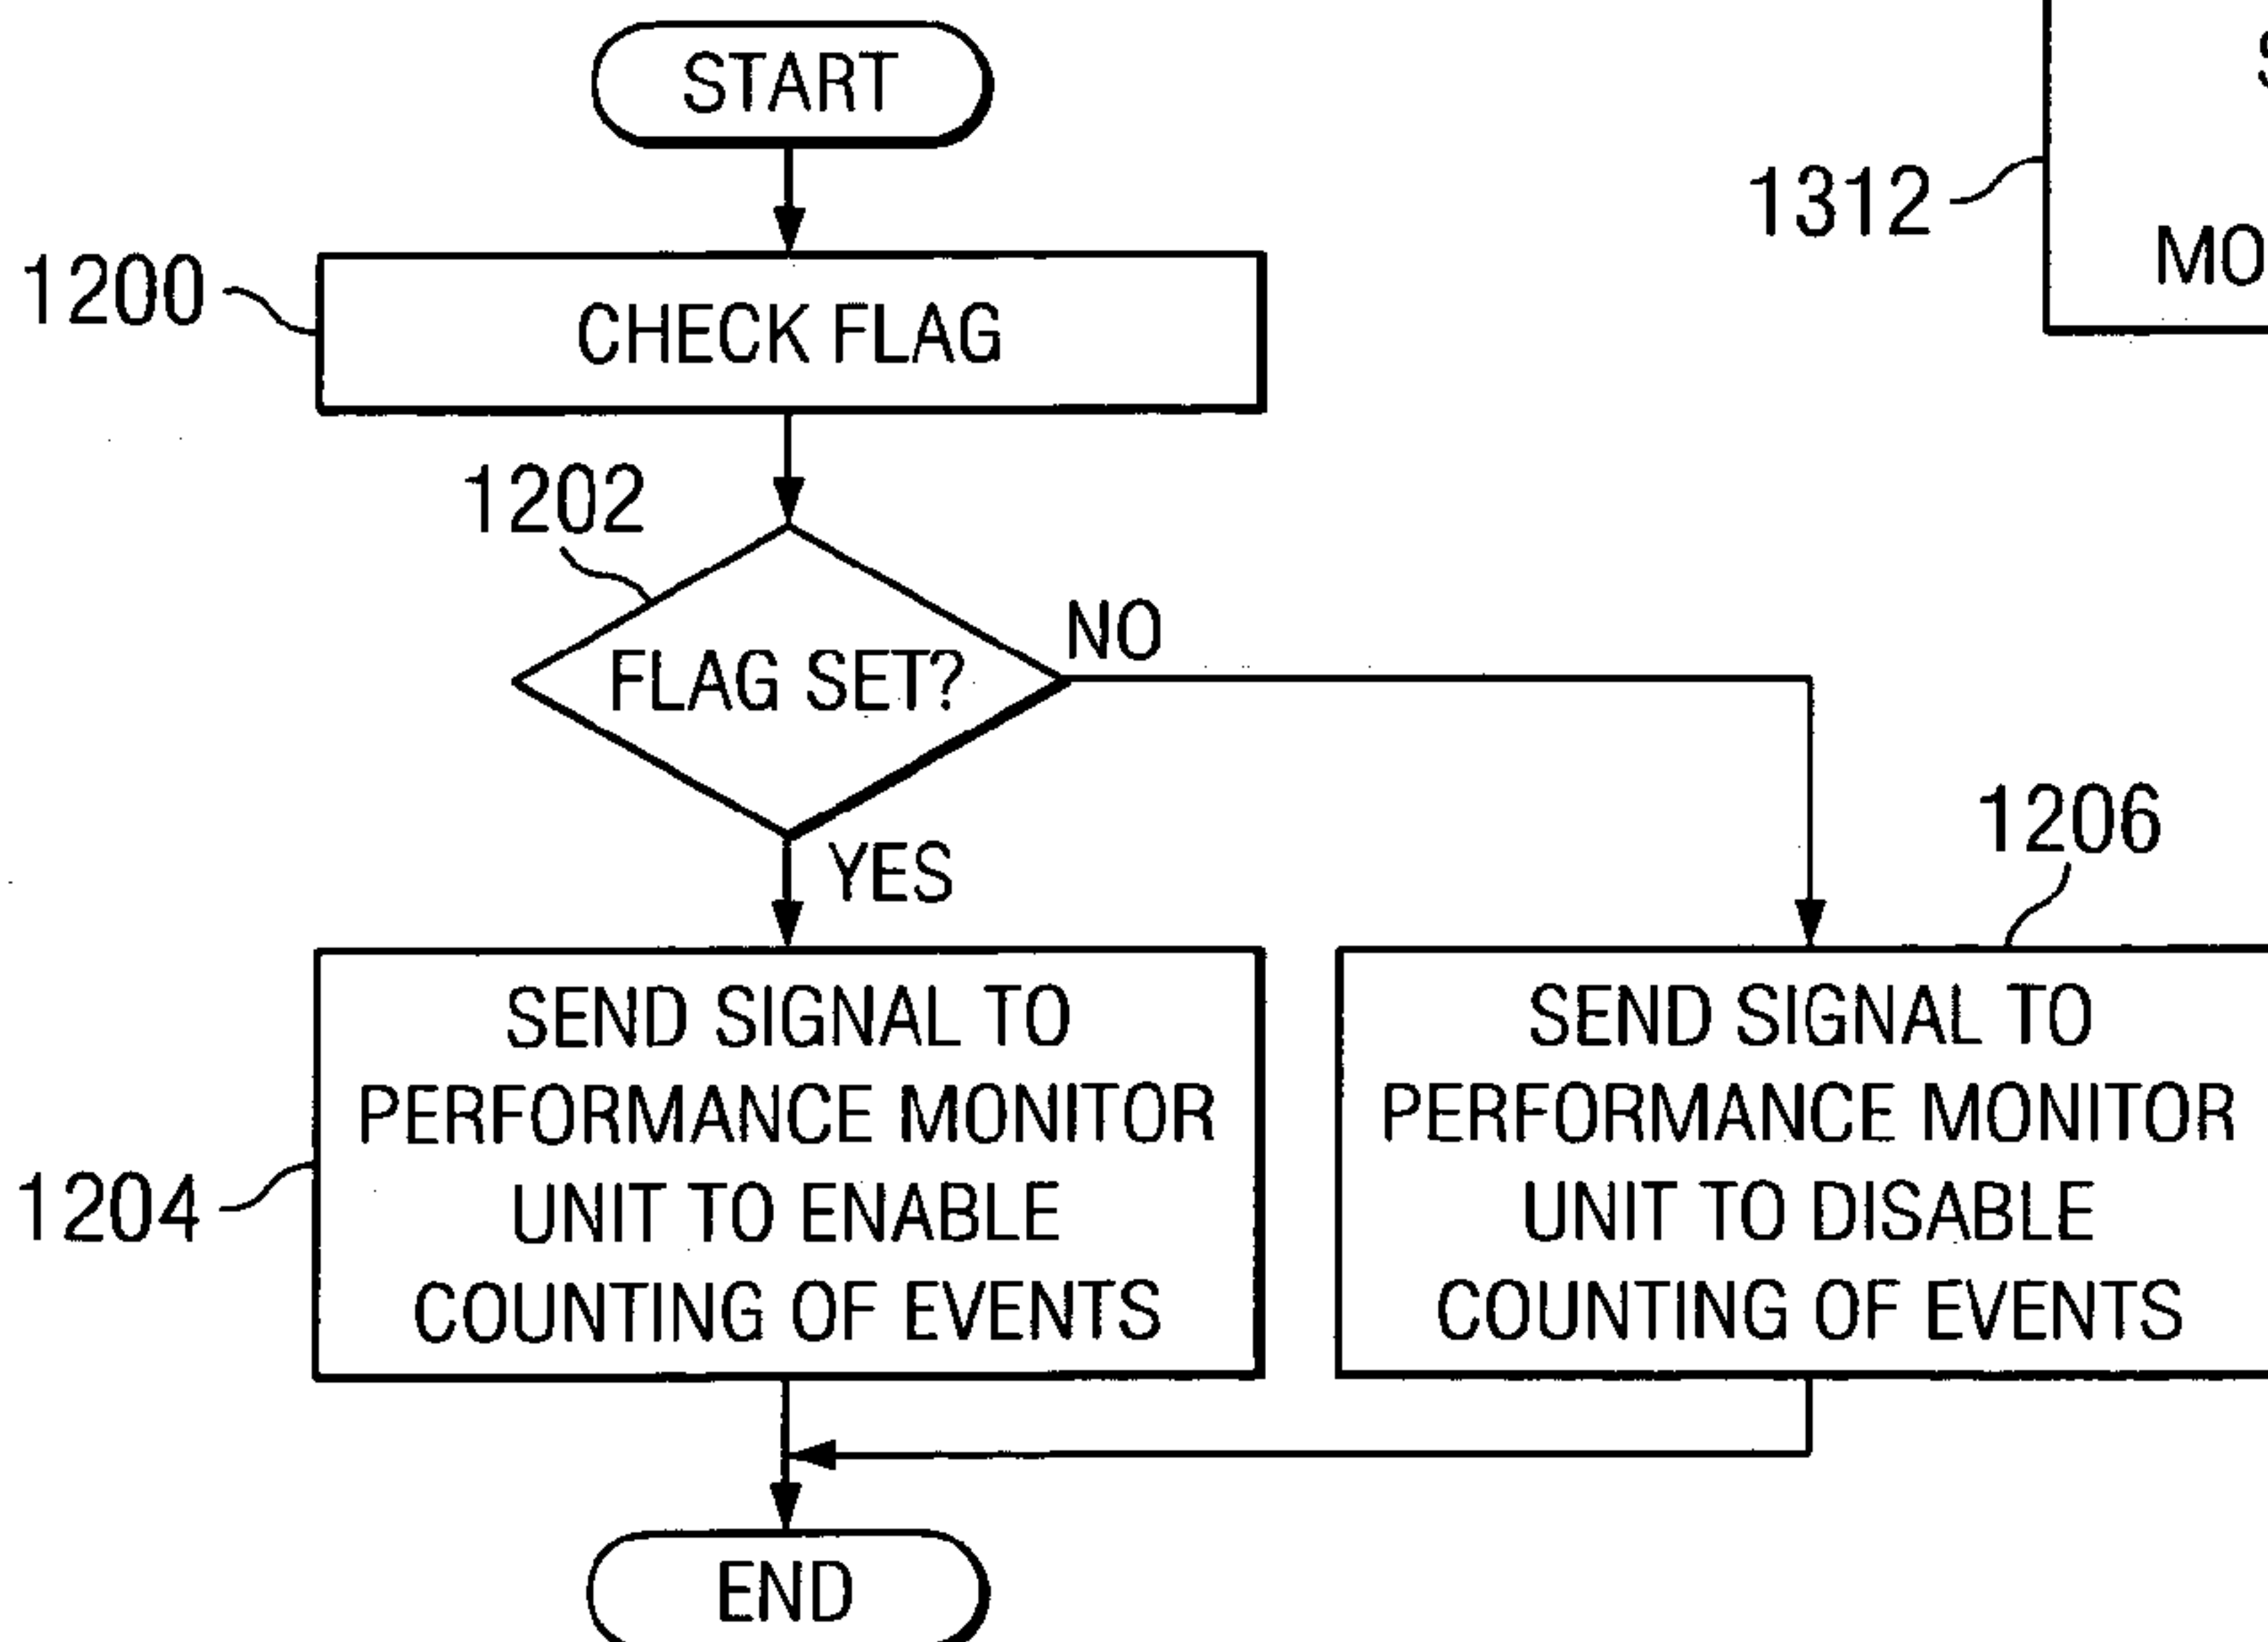 START
1200
CHECK FLAG
1202
FLAG SET?
NO
YES
1204
SEND SIGNAL TO
PERFORMANCE MONITOR
UNIT TO ENABLE
COUNTING OF EVENTS
1206
SEND SIGNAL TO
PERFORMANCE MONITOR
UNIT TO DISABLE
COUNTING OF EVENTS
END
1312